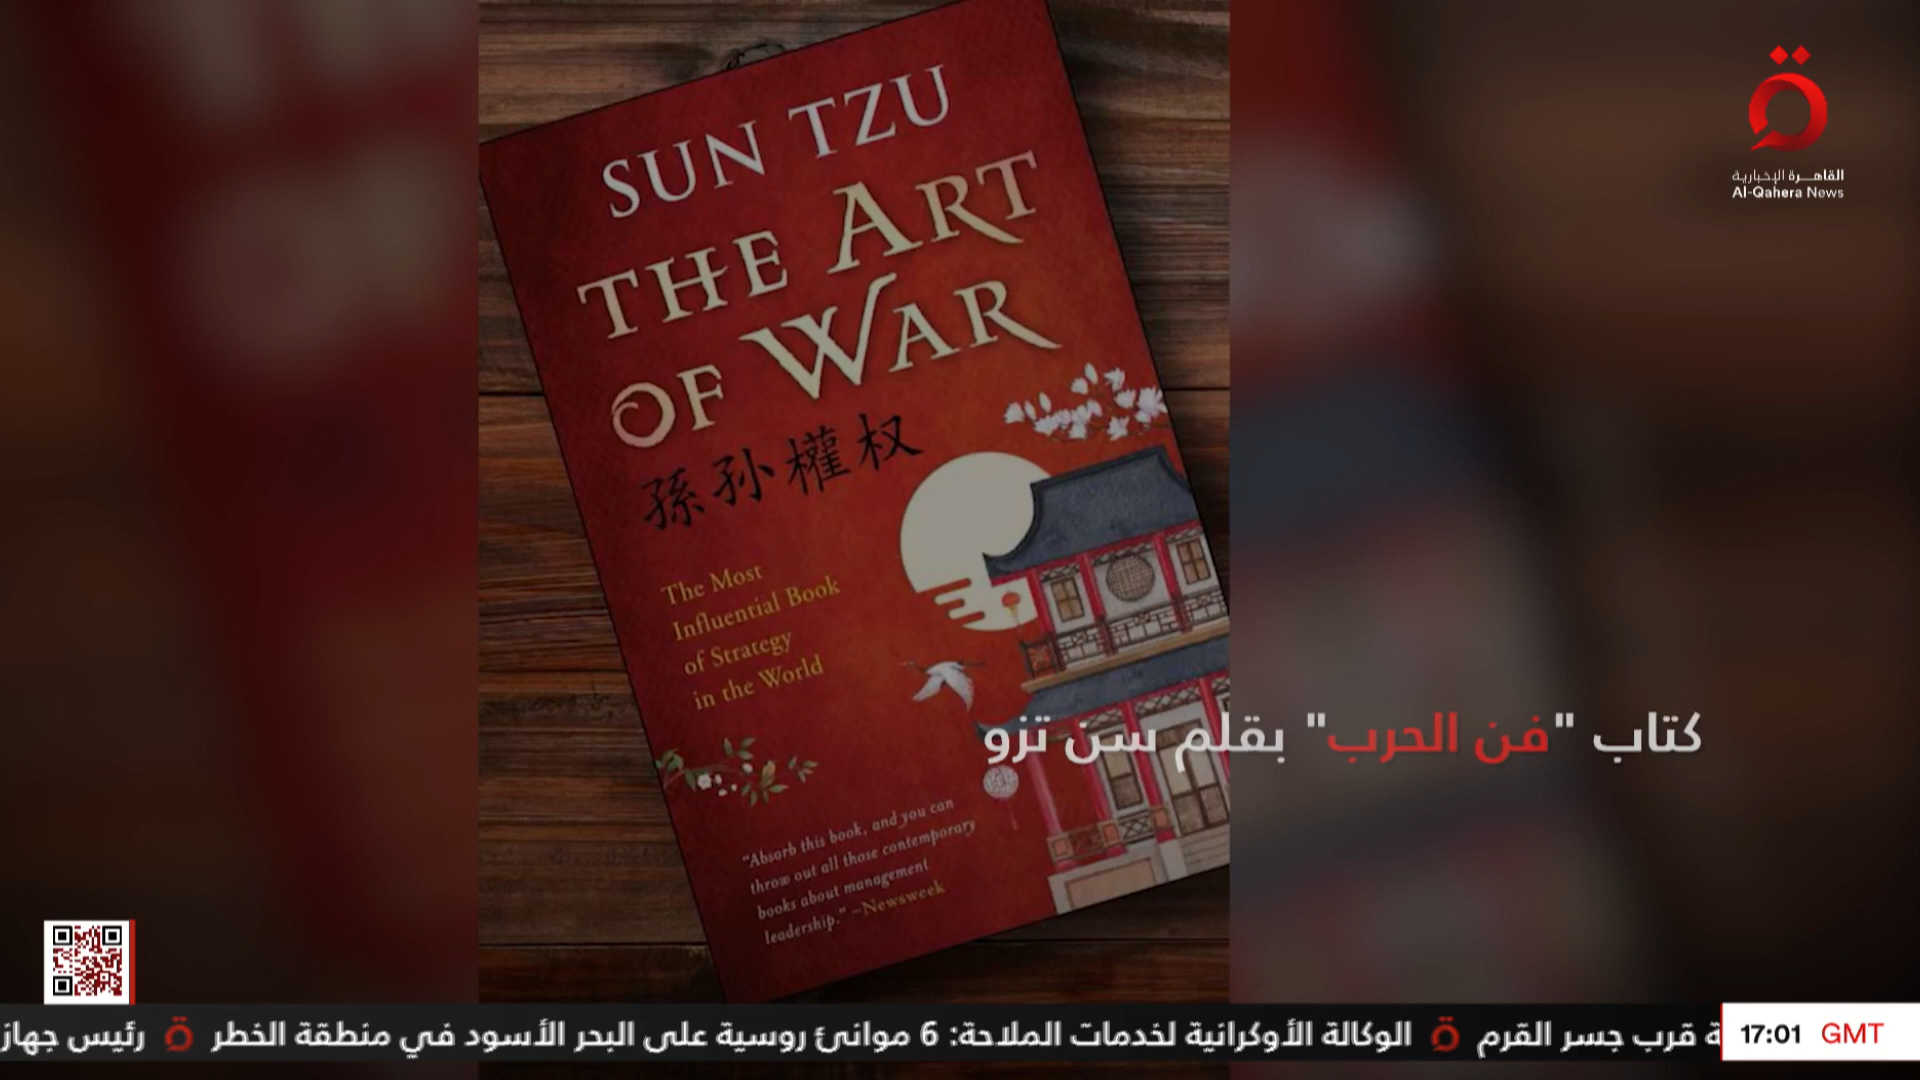 SUN TZU
THE ART
OF WAR
孫孙權权
The Most
Influential Book
of Strategy
in the World
"Absorb this book, and you can
throw out all those contemporary
books about management
leadership." –Newsweek
القاهرة الإخبارية
Al-Qahera News
كتاب "فن الحرب" بقلم سن تزو
ة قرب جسر القرم
الوكالة الأوكرانية لخدمات الملاحة: 6 موانئ روسية على البحر الأسود في منطقة الخطر
رئيس جهاز
17:01 GMT